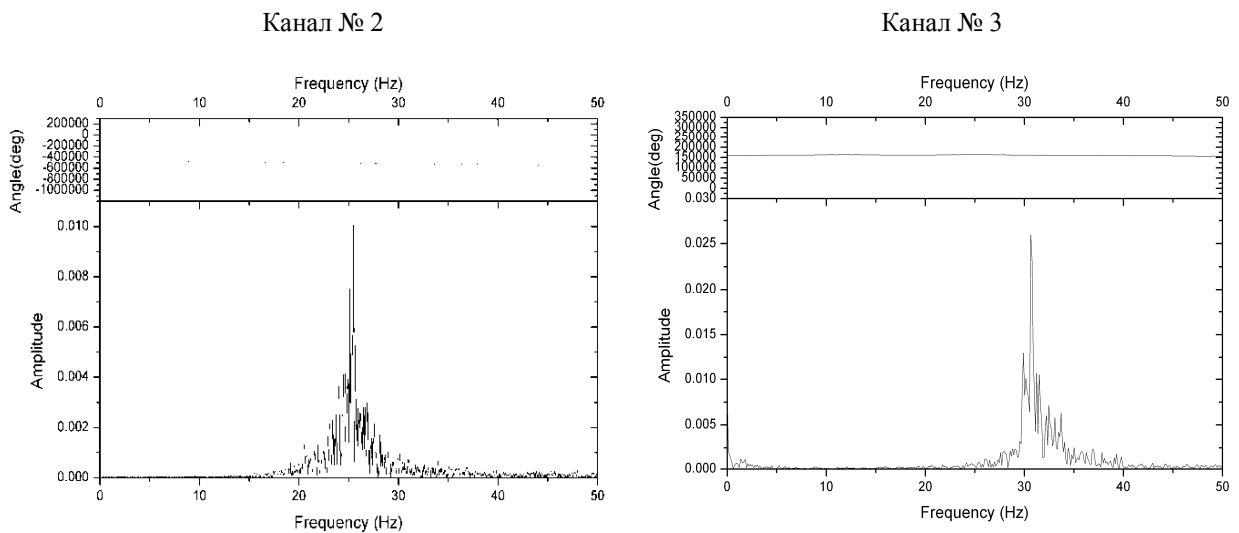 Канал № 2
Frequency (Hz)
0 10 20 30 40 50
Angle(deg)
200000
0
-200000
-400000
-600000
-800000
-1000000
Amplitude
0.010
0.008
0.006
0.004
0.002
0.000
0 10 20 30 40 50
Frequency (Hz)
Канал № 3
Frequency (Hz)
0 10 20 30 40 50
Angle(deg)
350000
300000
250000
200000
150000
100000
50000
0
0.030
Amplitude
0.025
0.020
0.015
0.010
0.005
0.000
0 10 20 30 40 50
Frequency (Hz)